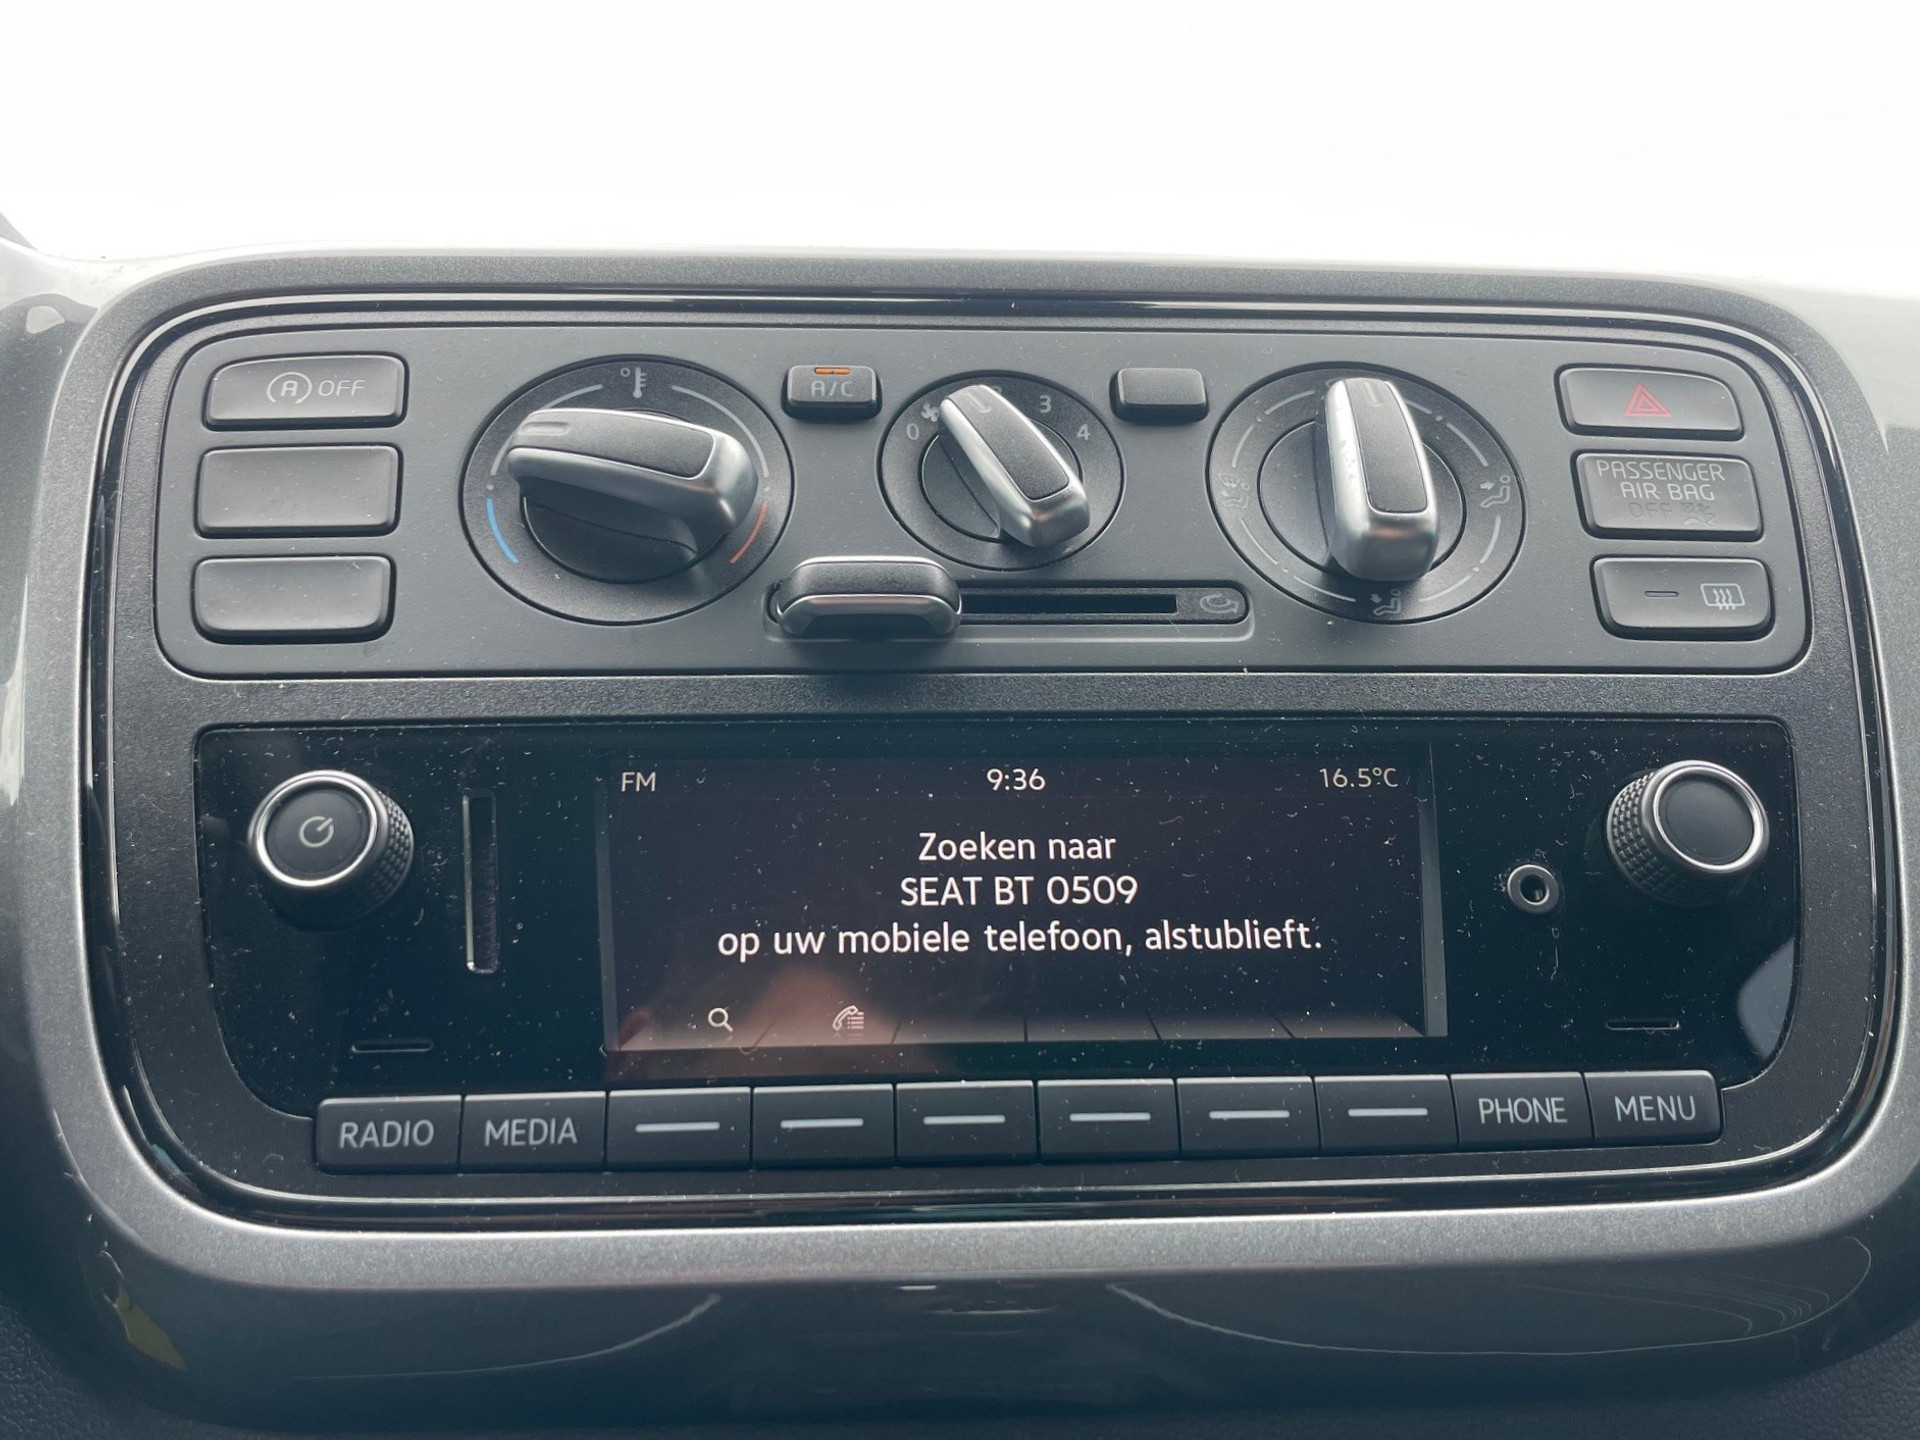 A OFF
A/C
0
3
4
PASSENGER
AIR BAG
OFF
FM 9:36 16.5°C
Zoeken naar
SEAT BT 0509
op uw mobiele telefoon, alstublieft.
RADIO MEDIA PHONE MENU